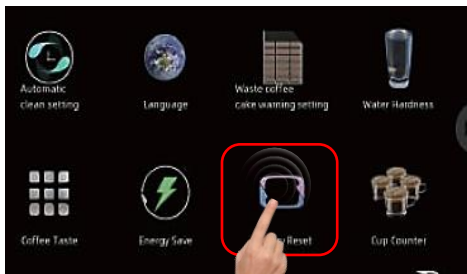 Automatic
clean setting
Language
Waste coffee
cake warning setting
Water Hardness
Coffee Taste
Energy Save
Reset
Cup Counter